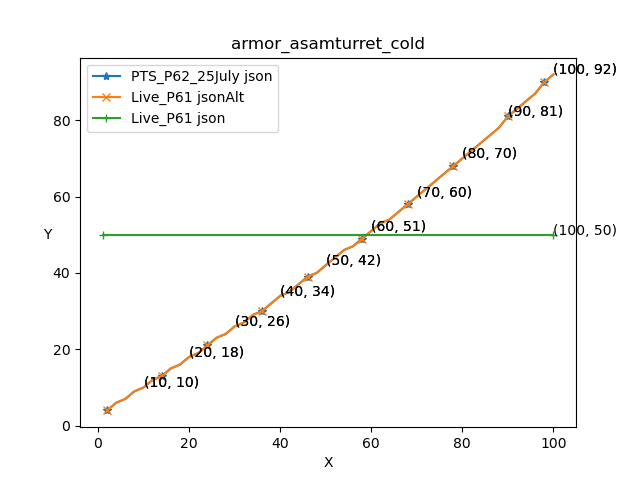 armor_asamturret_cold
PTS_P62_25July json
Live_P61 jsonAlt
Live_P61 json
(100, 92)
(90, 81)
(80, 70)
(70, 60)
(60, 51)
(100, 50)
(50, 42)
(40, 34)
(30, 26)
(20, 18)
(10, 10)
80
60
40
20
0
Y
0 20 40 60 80 100
X